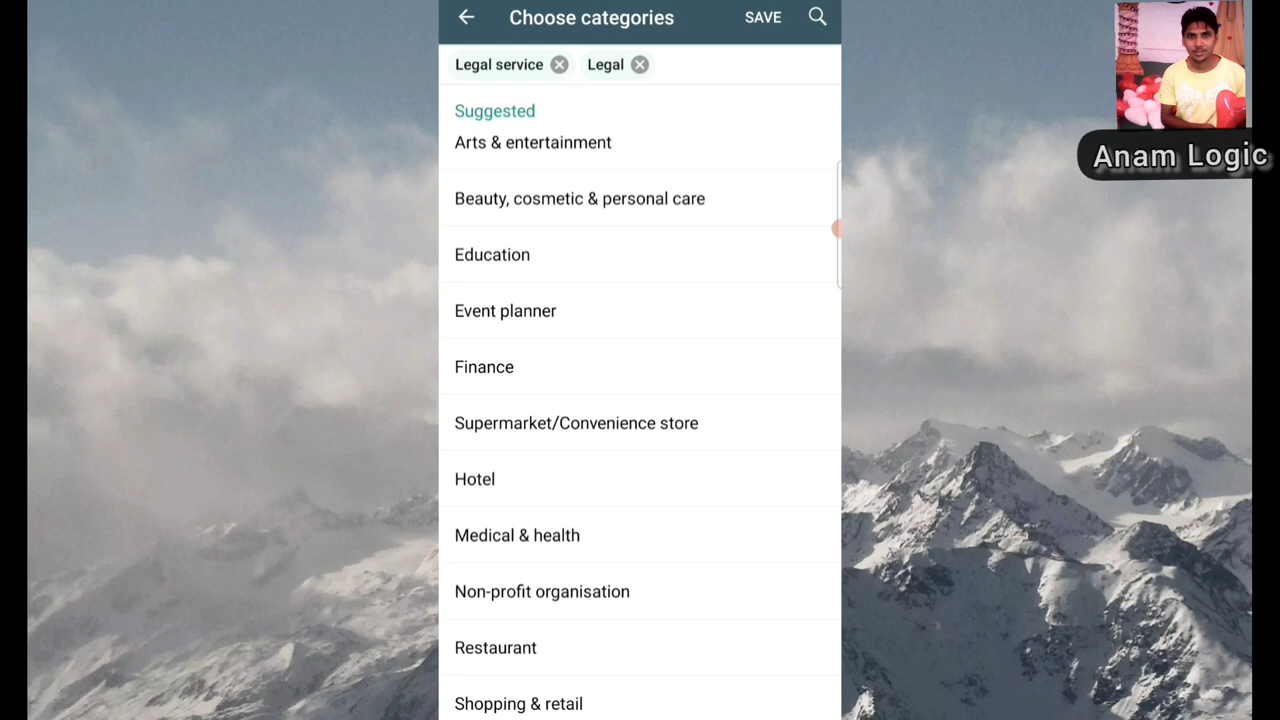 Choose categories SAVE
Legal service Legal
Suggested
Arts & entertainment
Beauty, cosmetic & personal care
Education
Event planner
Finance
Supermarket/Convenience store
Hotel
Medical & health
Non-profit organisation
Restaurant
Shopping & retail
Anam Logic